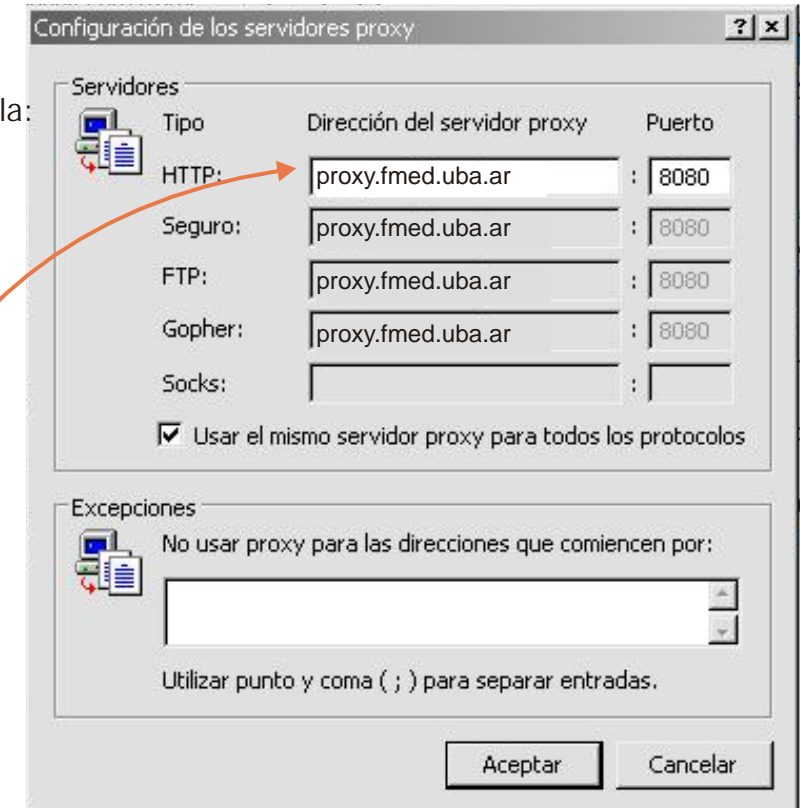 Configuración de los servidores proxy
Servidores
la:
Tipo Dirección del servidor proxy Puerto
HTTP: proxy.fmed.uba.ar : 8080
Seguro: proxy.fmed.uba.ar : 8080
FTP: proxy.fmed.uba.ar : 8080
Gopher: proxy.fmed.uba.ar : 8080
Socks: :
Usar el mismo servidor proxy para todos los protocolos
Excepciones
No usar proxy para las direcciones que comiencen por:
Utilizar punto y coma ( ; ) para separar entradas.
Aceptar Cancelar